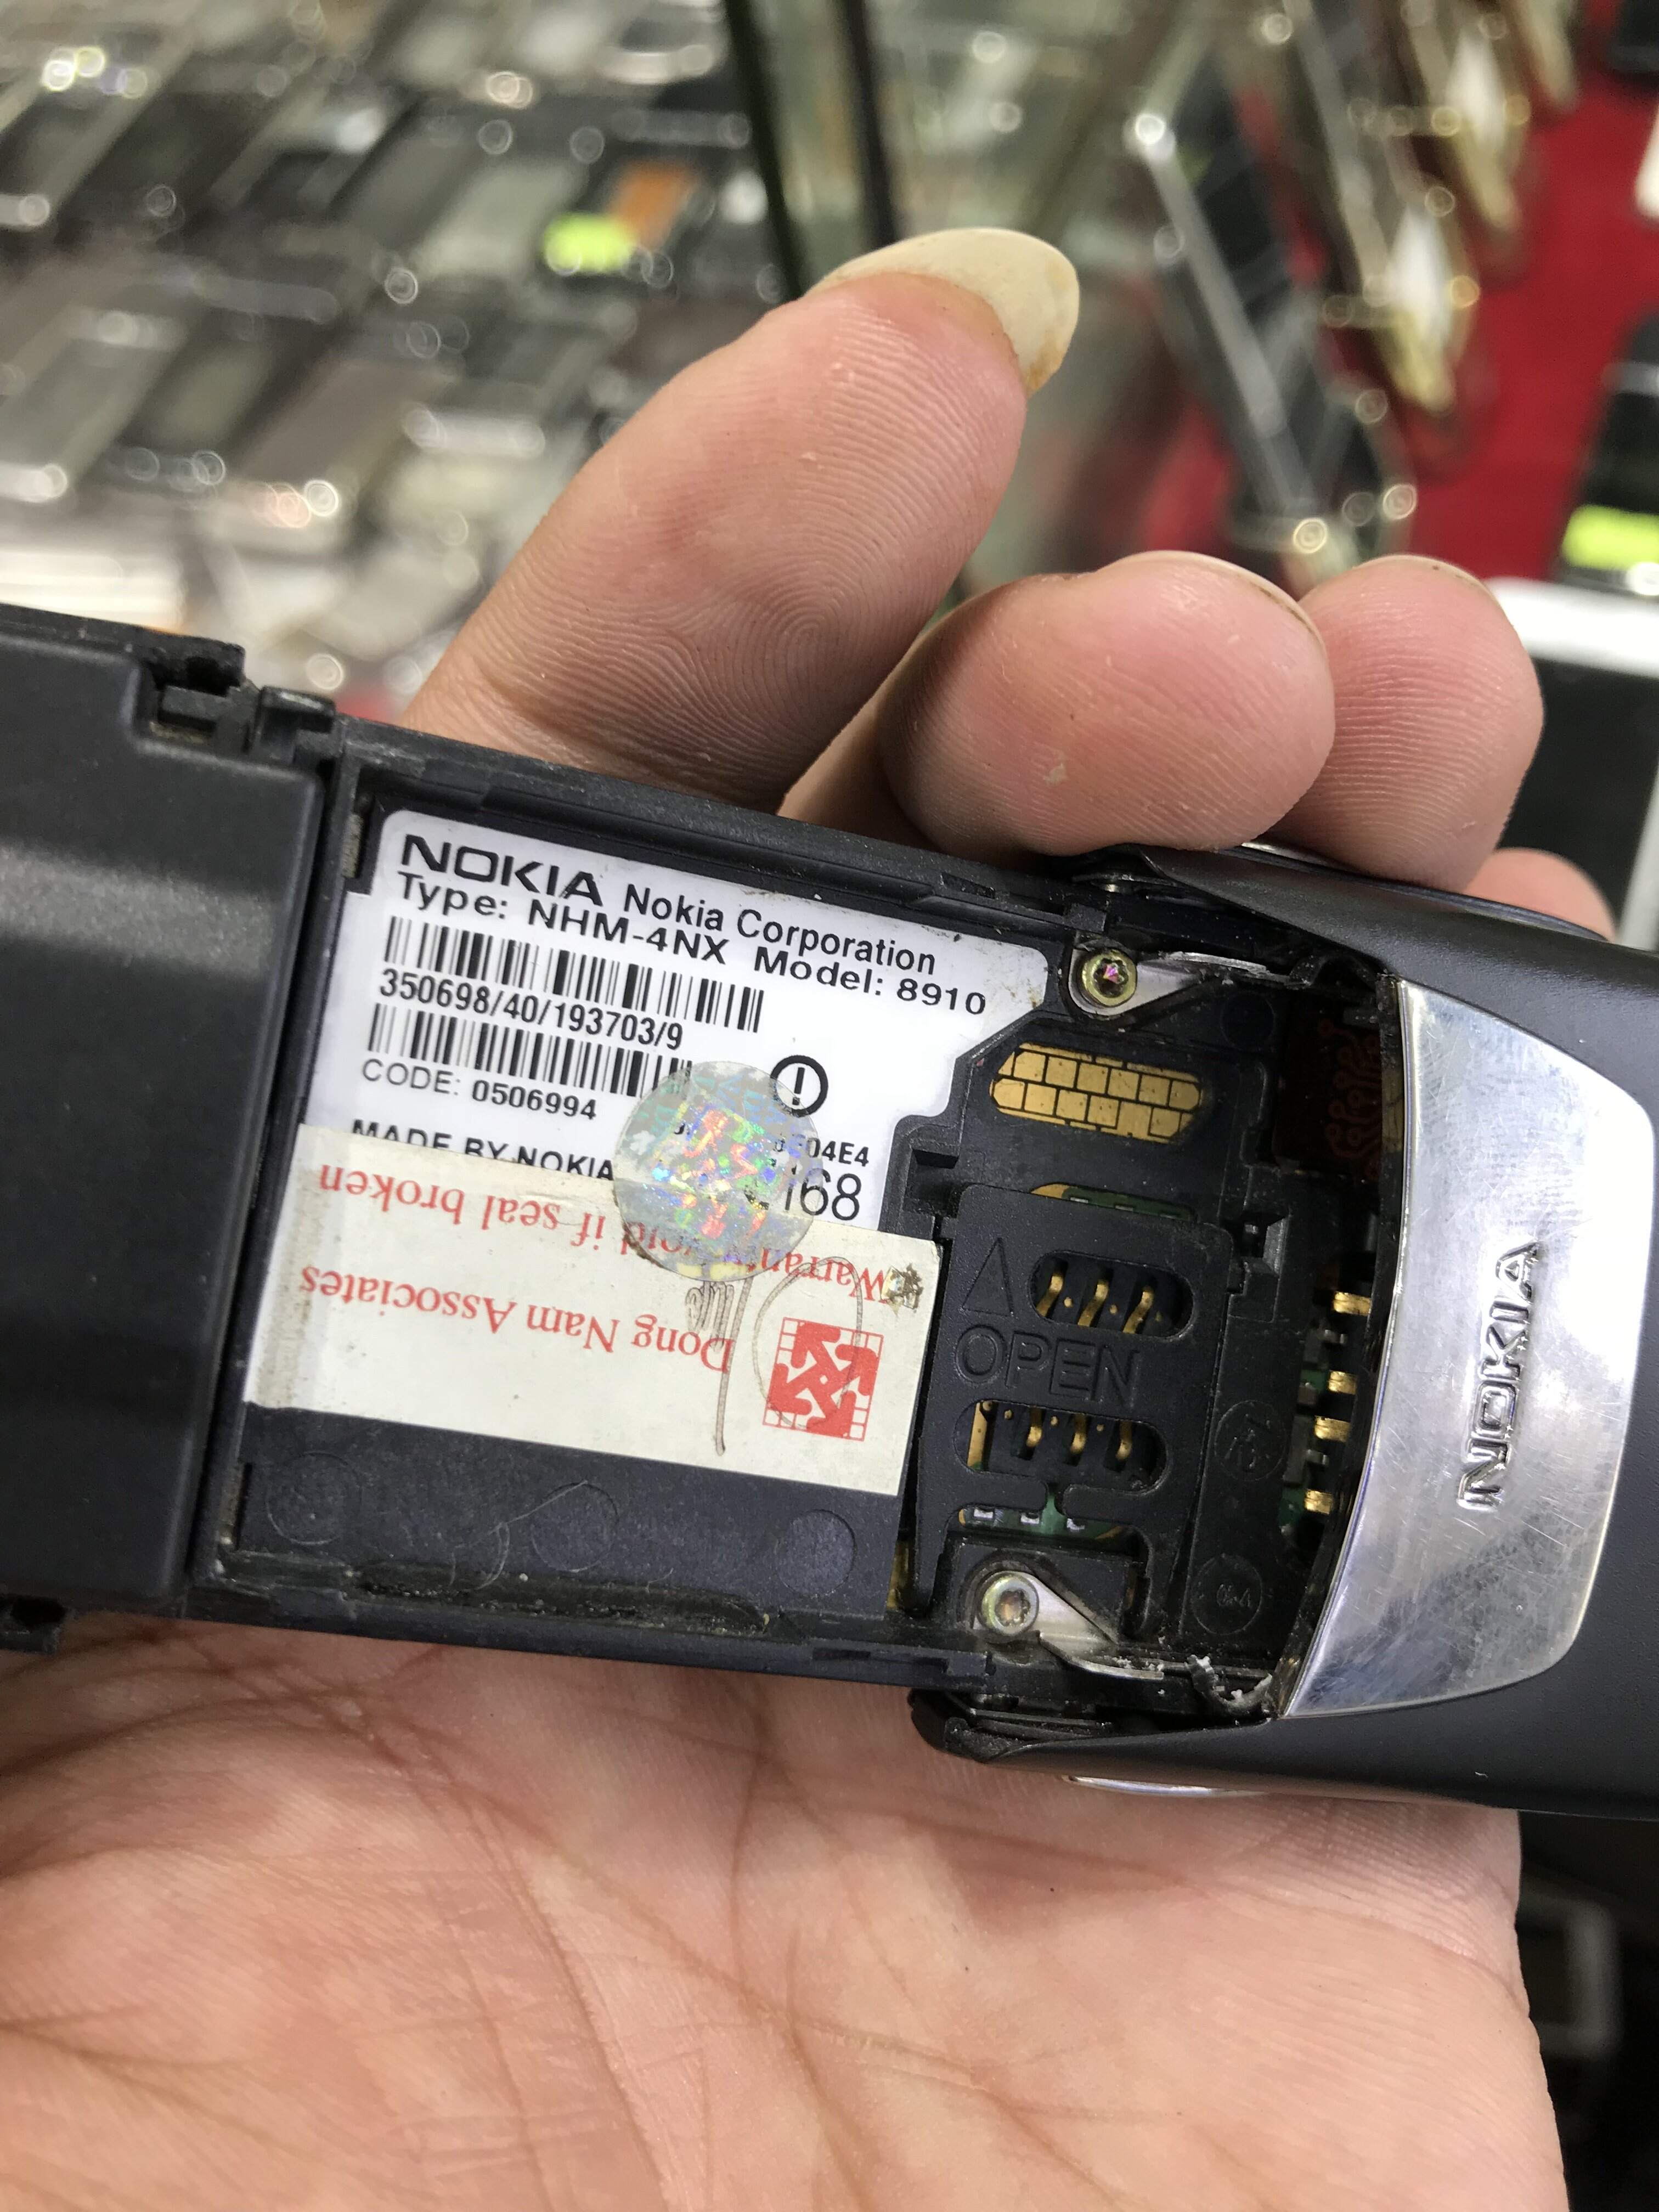 NOKIA Nokia Corporation
Type: NHM-4NX Model: 8910
350698/40/193703/9
CODE: 0506994
MADE BY NOKIA
04E4
168
Warranty void if seal broken
Dong Nam Associates
OPEN
NOKIA